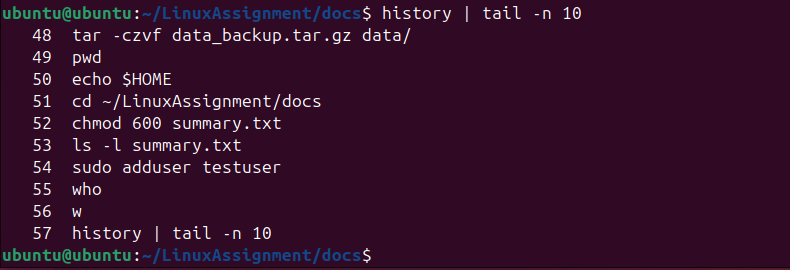 ubuntu@ubuntu:~/LinuxAssignment/docs$ history | tail -n 10
48 tar -czvf data_backup.tar.gz data/
49 pwd
50 echo $HOME
51 cd ~/LinuxAssignment/docs
52 chmod 600 summary.txt
53 ls -l summary.txt
54 sudo adduser testuser
55 who
56 w
57 history | tail -n 10
ubuntu@ubuntu:~/LinuxAssignment/docs$